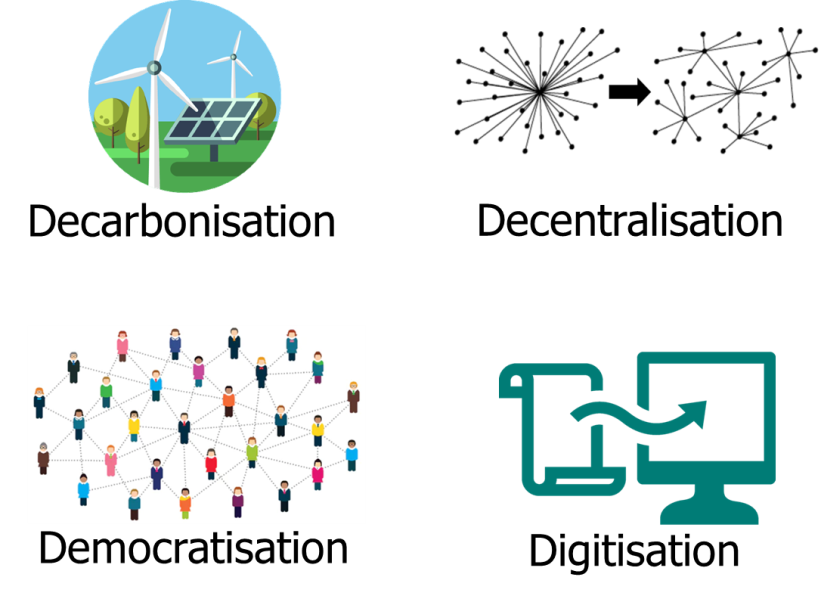 Decarbonisation
Decentralisation
Democratisation
Digitisation